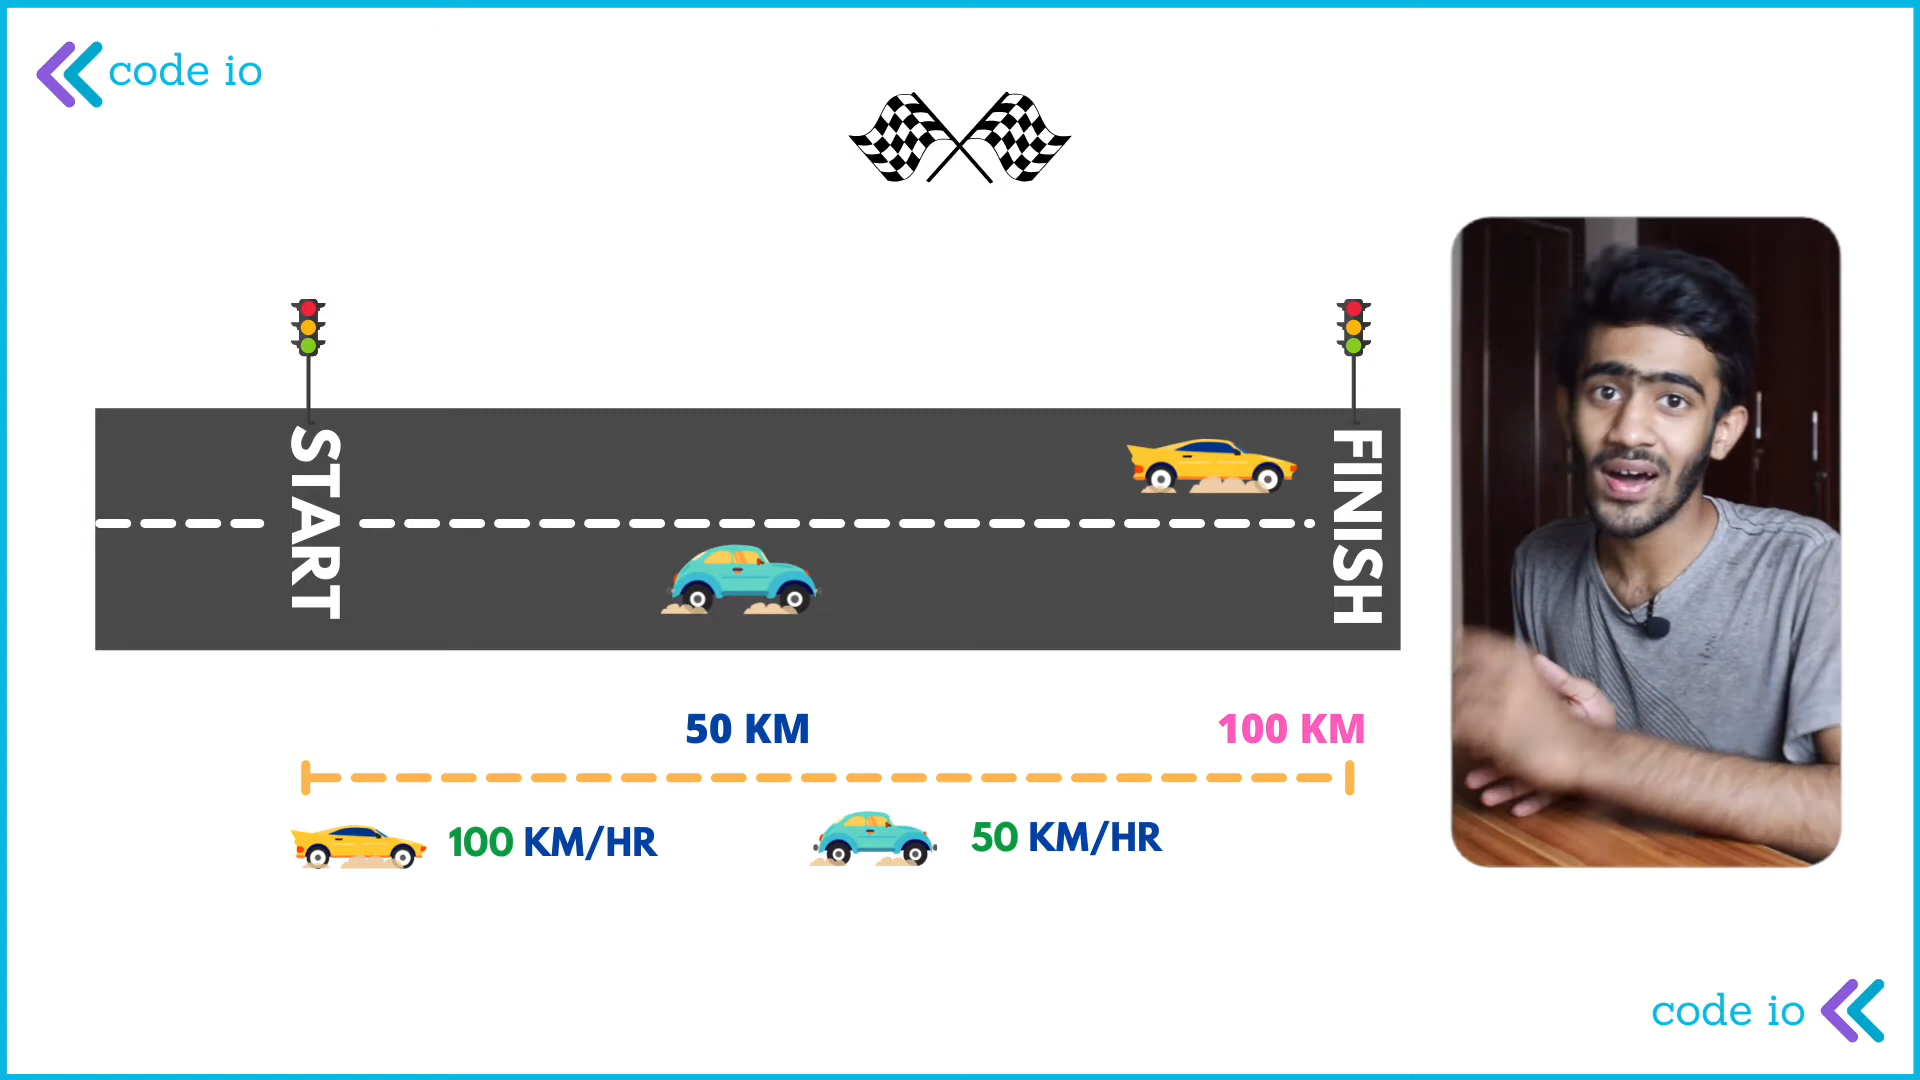 code io
START
FINISH
50 KM
100 KM
100 KM/HR
50 KM/HR
code io